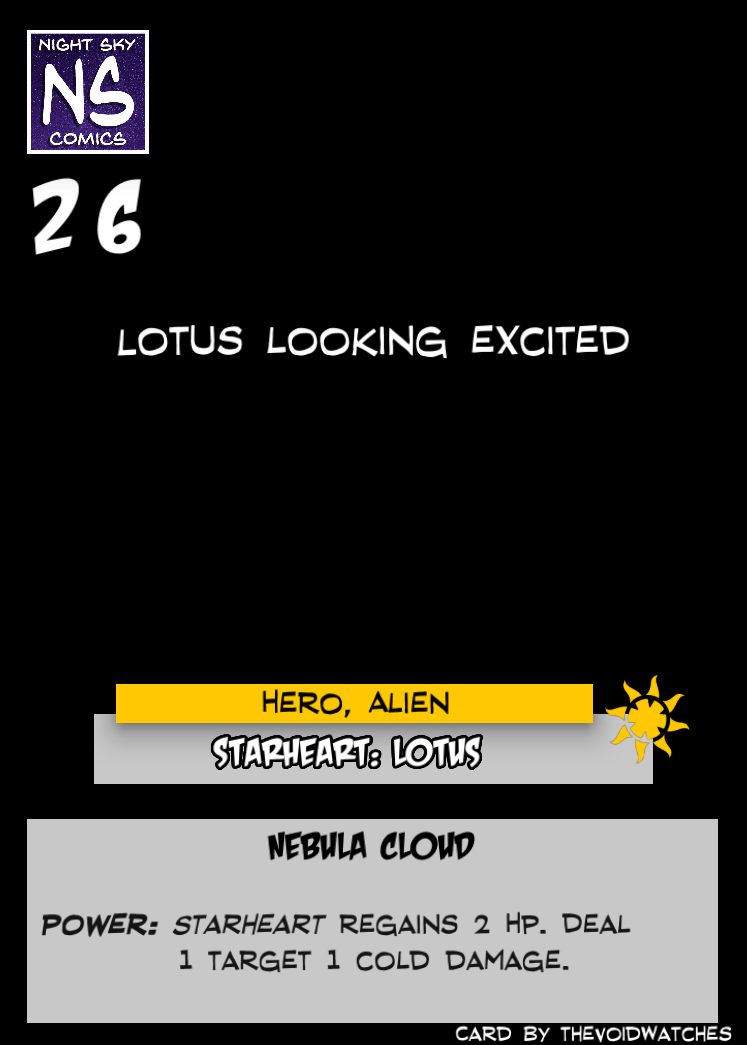 NIGHT SKY
NS
COMICS
26
LOTUS LOOKING EXCITED
HERO, ALIEN
STARHEART: LOTUS
NEBULA CLOUD
POWER: STARHEART REGAINS 2 HP. DEAL
1 TARGET 1 COLD DAMAGE.
CARD BY THEVOIDWATCHES